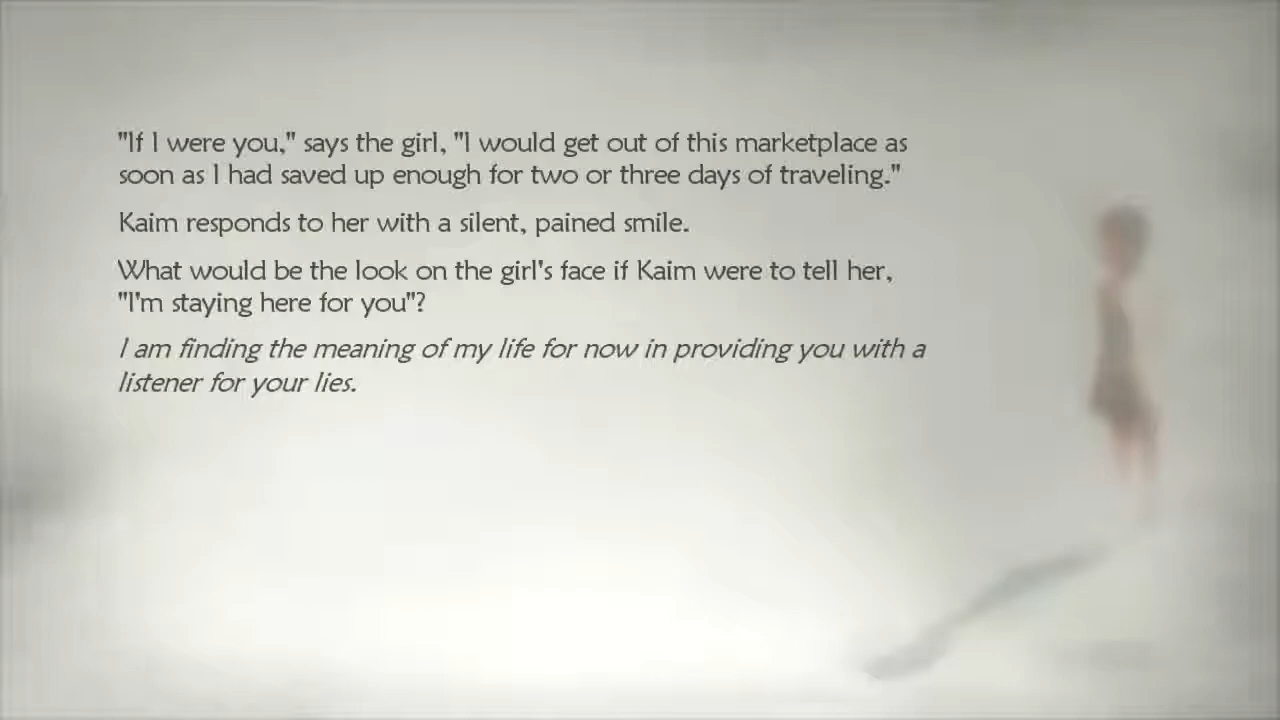 "If I were you," says the girl, "I would get out of this marketplace as
soon as I had saved up enough for two or three days of traveling."
Kaim responds to her with a silent, pained smile.
What would be the look on the girl's face if Kaim were to tell her,
"I'm staying here for you"?
I am finding the meaning of my life for now in providing you with a
listener for your lies.